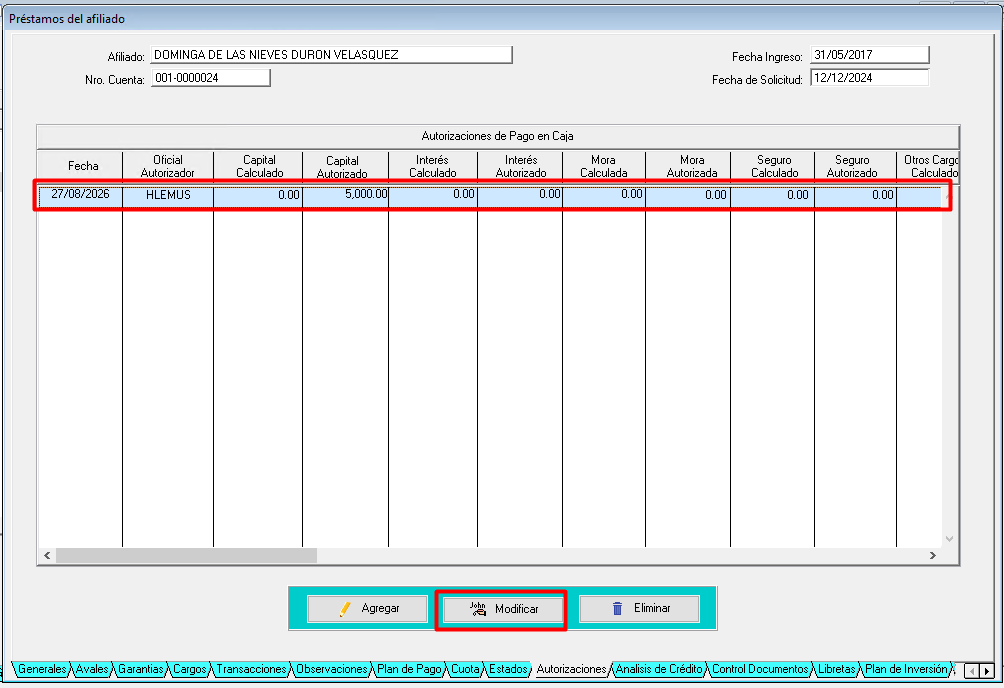 Préstamos del afiliado
Afiliado: DOMINGA DE LAS NIEVES DURON VELASQUEZ Fecha Ingreso: 31/05/2017
Nro. Cuenta: 001-0000024 Fecha de Solicitud: 12/12/2024
Autorizaciones de Pago en Caja
Fecha Oficial Autorizador Capital Calculado Capital Autorizado Interés Calculado Interés Autorizado Mora Calculada Mora Autorizada Seguro Calculado Seguro Autorizado Otros Cargo Calculado
27/08/2026 HLEMUS 0.00 5,000.00 0.00 0.00 0.00 0.00 0.00 0.00
Agregar John Modificar Eliminar
Generales Avales Garantias Cargos Transacciones Observaciones Plan de Pago Cuota Estados Autorizaciones Analisis de Crédito Control Documentos Libretas Plan de Inversión